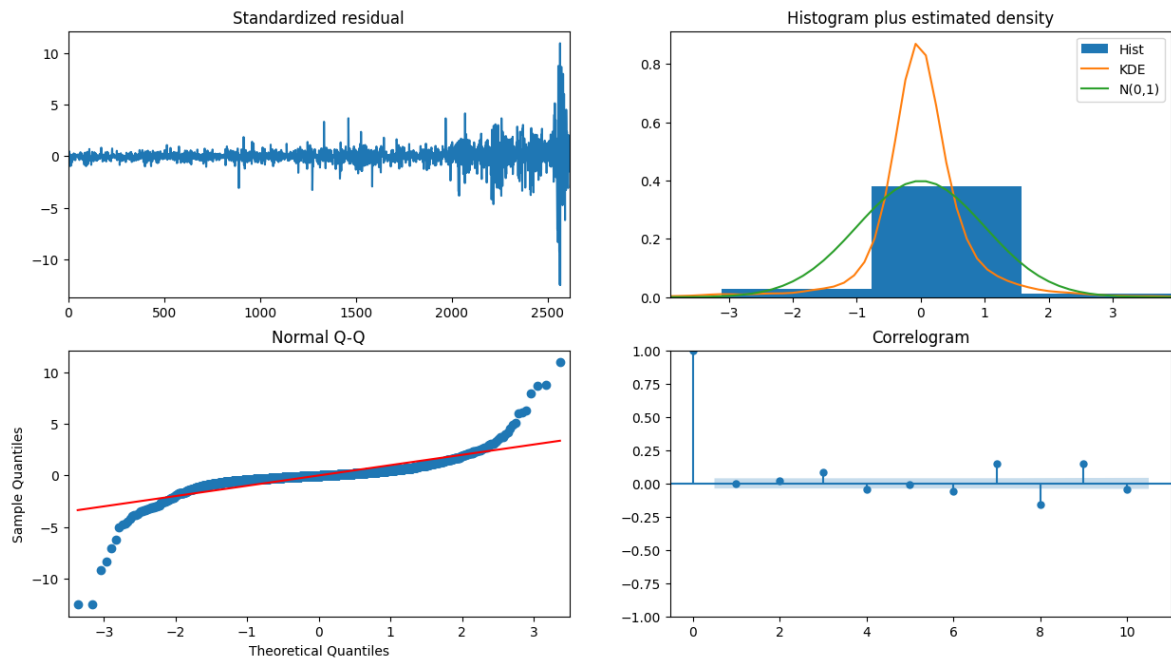 Standardized residual
10
5
0
−5
−10
0 500 1000 1500 2000 2500
Histogram plus estimated density
Hist
KDE
N(0,1)
0.8
0.6
0.4
0.2
0.0
−3 −2 −1 0 1 2 3
Normal Q-Q
Sample Quantiles
10
5
0
−5
−10
−3 −2 −1 0 1 2 3
Theoretical Quantiles
Correlogram
1.00
0.75
0.50
0.25
0.00
−0.25
−0.50
−0.75
−1.00
0 2 4 6 8 10